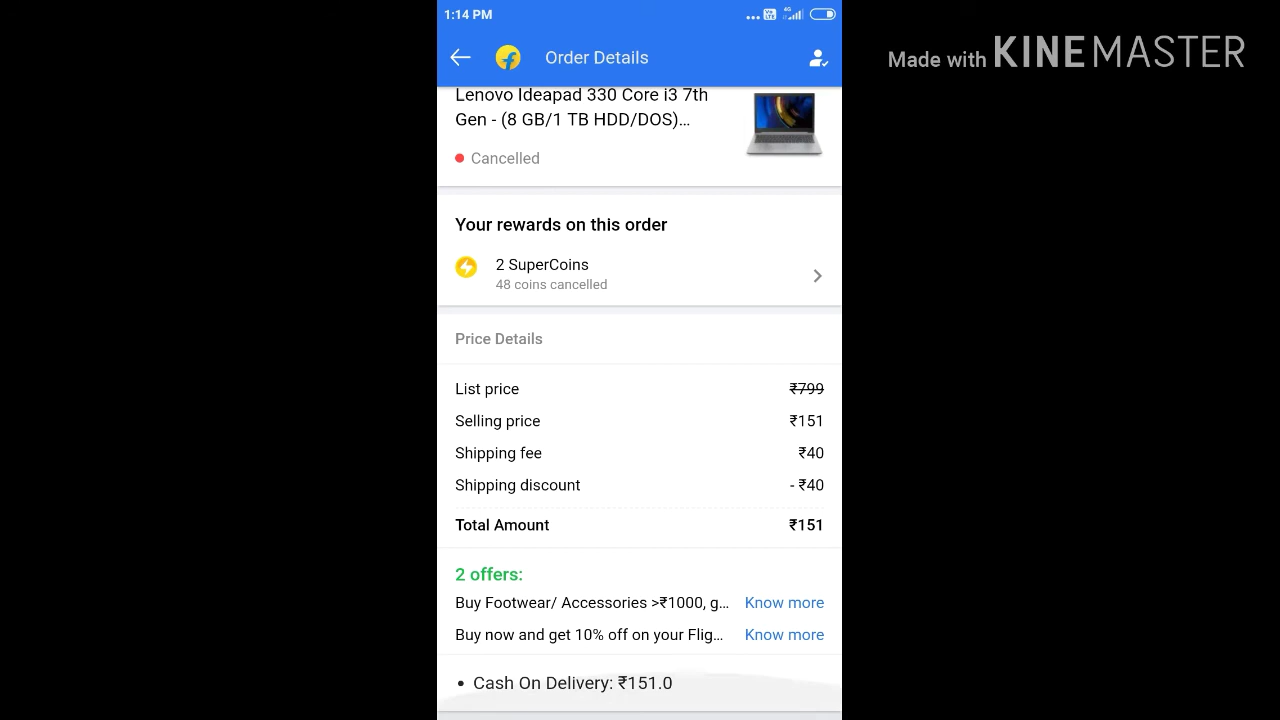 1:14 PM
4G
Vo
LTE
Order Details
Made with KINEMASTER
Lenovo Ideapad 330 Core i3 7th
Gen - (8 GB/1 TB HDD/DOS)...
Cancelled
Your rewards on this order
2 SuperCoins
48 coins cancelled
Price Details
List price ₹799
Selling price ₹151
Shipping fee ₹40
Shipping discount - ₹40
Total Amount ₹151
2 offers:
Buy Footwear/ Accessories >₹1000, g... Know more
Buy now and get 10% off on your Flig... Know more
• Cash On Delivery: ₹151.0